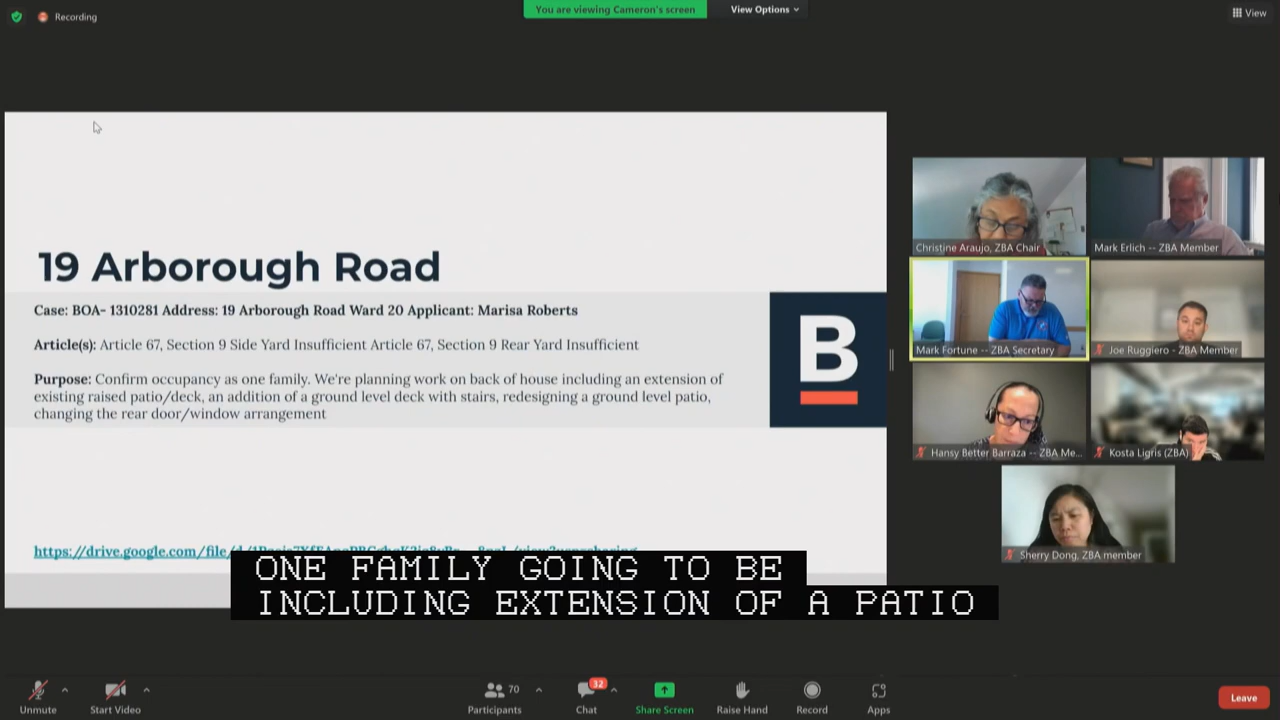 Recording
You are viewing Cameron's screen
View Options
View
19 Arborough Road
Case: BOA- 1310281 Address: 19 Arborough Road Ward 20 Applicant: Marisa Roberts
Article(s): Article 67, Section 9 Side Yard Insufficient Article 67, Section 9 Rear Yard Insufficient
Purpose: Confirm occupancy as one family. We're planning work on back of house including an extension of
existing raised patio/deck, an addition of a ground level deck with stairs, redesigning a ground level patio,
changing the rear door/window arrangement
B
https://drive.google.com/file/
ONE FAMILY GOING TO BE
INCLUDING EXTENSION OF A PATIO
Christine Araujo, ZBA Chair
Mark Erlich -- ZBA Member
Mark Fortune -- ZBA Secretary
Joe Ruggiero - ZBA Member
Hansy Better Barraza -- ZBA Me...
Kosta Ligris (ZBA)
Sherry Dong, ZBA member
Unmute
Start Video
70
Participants
32
Chat
Share Screen
Raise Hand
Record
Apps
Leave